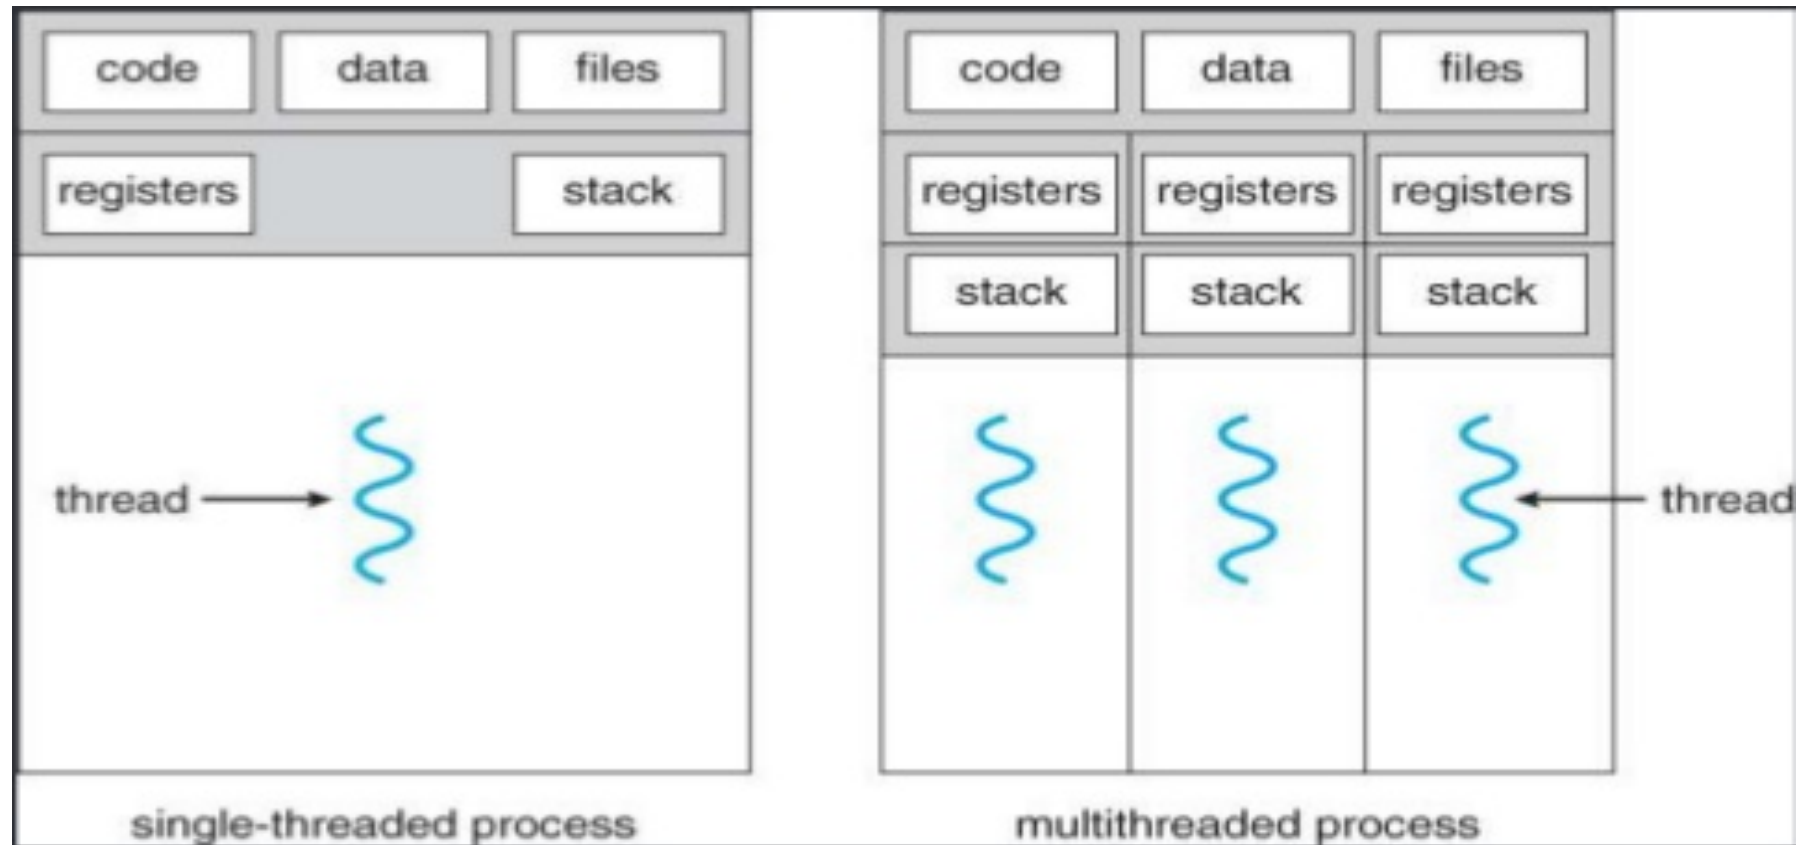 code data files
registers stack
thread
single-threaded process
code data files
registers registers registers
stack stack stack
thread
multithreaded process